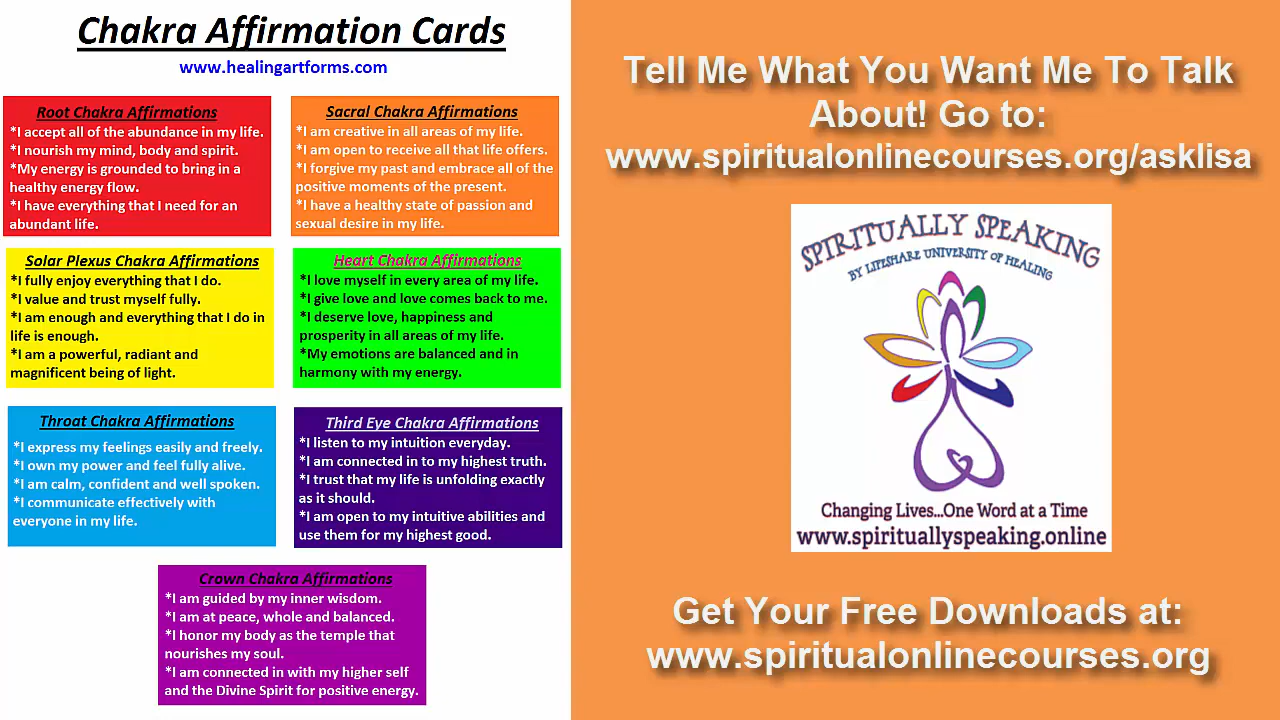 Chakra Affirmation Cards
www.healingartforms.com
Root Chakra Affirmations
*I accept all of the abundance in my life.
*I nourish my mind, body and spirit.
*My energy is grounded to bring in a
healthy energy flow.
*I have everything that I need for an
abundant life.
Sacral Chakra Affirmations
*I am creative in all areas of my life.
*I am open to receive all that life offers.
*I forgive my past and embrace all of the
positive moments of the present.
*I have a healthy state of passion and
sexual desire in my life.
Solar Plexus Chakra Affirmations
*I fully enjoy everything that I do.
*I value and trust myself fully.
*I am enough and everything that I do in
life is enough.
*I am a powerful, radiant and
magnificent being of light.
Heart Chakra Affirmations
*I love myself in every area of my life.
*I give love and love comes back to me.
*I deserve love, happiness and
prosperity in all areas of my life.
*My emotions are balanced and in
harmony with my energy.
Throat Chakra Affirmations
*I express my feelings easily and freely.
*I own my power and feel fully alive.
*I am calm, confident and well spoken.
*I communicate effectively with
everyone in my life.
Third Eye Chakra Affirmations
*I listen to my intuition everyday.
*I am connected in to my highest truth.
*I trust that my life is unfolding exactly
as it should.
*I am open to my intuitive abilities and
use them for my highest good.
Crown Chakra Affirmations
*I am guided by my inner wisdom.
*I am at peace, whole and balanced.
*I honor my body as the temple that
nourishes my soul.
*I am connected in with my higher self
and the Divine Spirit for positive energy.
Tell Me What You Want Me To Talk
About! Go to:
www.spiritualonlinecourses.org/asklisa
SPIRITUALLY SPEAKING
BY LIFESHARE UNIVERSITY OF HEALING
Changing Lives...One Word at a Time
www.spirituallyspeaking.online
Get Your Free Downloads at:
www.spiritualonlinecourses.org